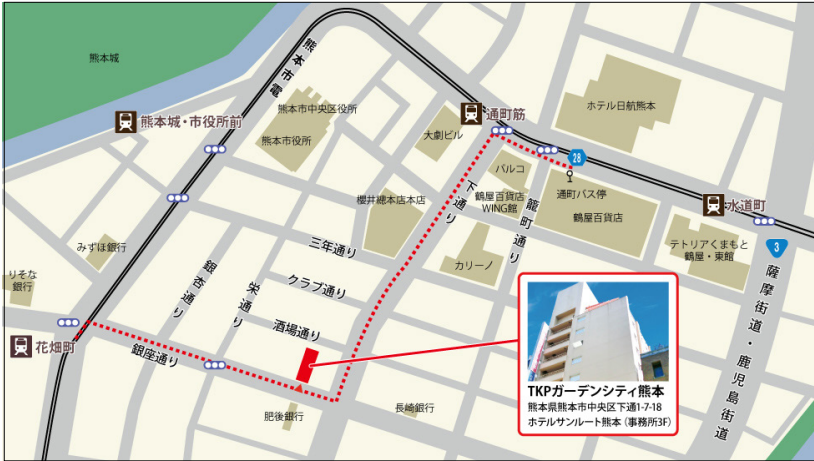 熊本城
熊本市電
熊本城・市役所前
熊本市中央区役所
熊本市役所
大劇ビル
通町筋
ホテル日航熊本
28
パルコ
鶴屋百貨店
WING館
通町バス停
鶴屋百貨店
水道町
下通り
籠町通り
櫻井總本店本店
カリーノ
テトリアくまもと
鶴屋・東館
3
薩摩街道・鹿児島街道
みずほ銀行
りそな
銀行
銀杏通り
栄通り
三年通り
クラブ通り
酒場通り
花畑町
銀座通り
肥後銀行
長崎銀行
TKPガーデンシティ熊本
熊本県熊本市中央区下通1-7-18
ホテルサンルート熊本（事務所3F）